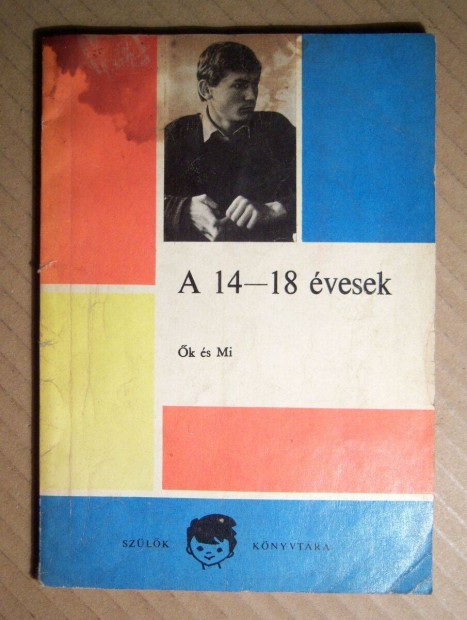 A 14—18 évesek
Ők és Mi
SZÜLŐK KÖNYVTÁRA